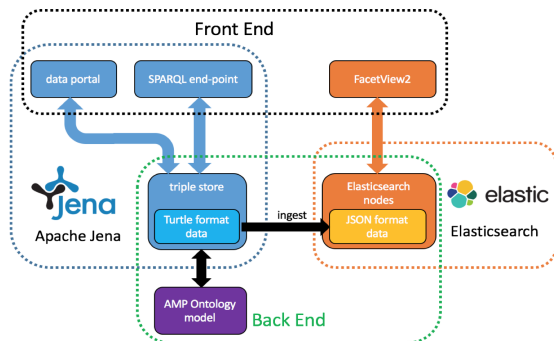 Front End
data portal
SPARQL end-point
FacetView2
Jena
Apache Jena
triple store
Turtle format
data
ingest
Elasticsearch
nodes
JSON format
data
elastic
Elasticsearch
AMP Ontology
model
Back End